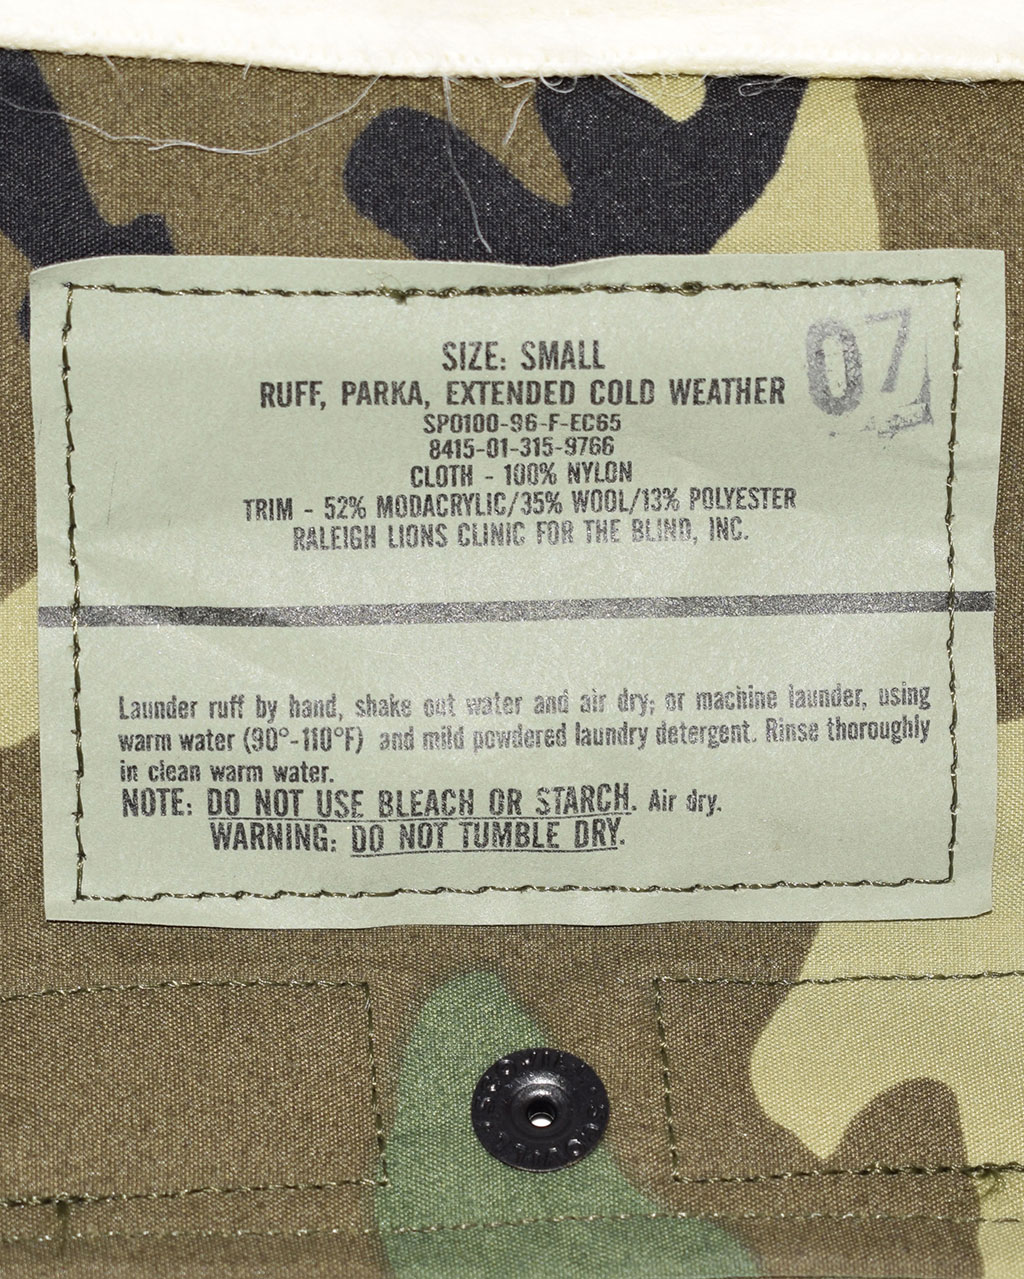 07
SIZE: SMALL
RUFF, PARKA, EXTENDED COLD WEATHER
SPO100-96-F-EC65
8415-01-315-9766
CLOTH - 100% NYLON
TRIM - 52% MODACRYLIC/35% WOOL/13% POLYESTER
RALEIGH LIONS CLINIC FOR THE BLIND, INC.
Launder ruff by hand, shake out water and air dry; or machine launder, using
warm water (90°-110°F) and mild powdered laundry detergent. Rinse thoroughly
in clean warm water.
NOTE: DO NOT USE BLEACH OR STARCH. Air dry.
WARNING: DO NOT TUMBLE DRY.